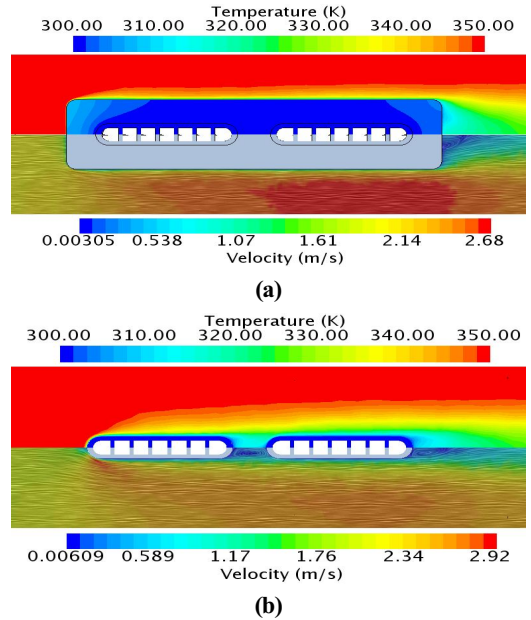 Temperature (K)
300.00 310.00 320.00 330.00 340.00 350.00
0.00305 0.538 1.07 1.61 2.14 2.68
Velocity (m/s)
(a)
Temperature (K)
300.00 310.00 320.00 330.00 340.00 350.00
0.00609 0.589 1.17 1.76 2.34 2.92
Velocity (m/s)
(b)